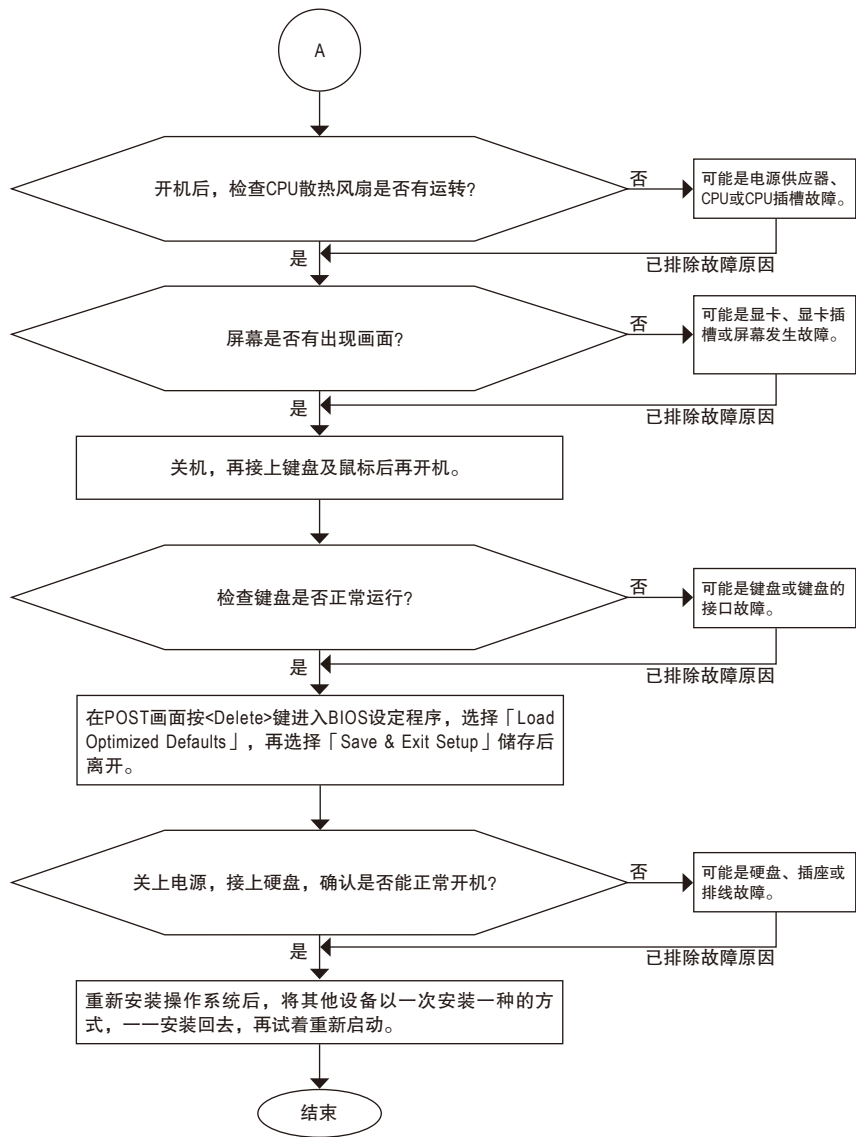 A
开机后，检查CPU散热风扇是否有运转?
否
可能是电源供应器、
CPU或CPU插槽故障。
是
已排除故障原因
屏幕是否有出现画面?
否
可能是显卡、显卡插
槽或屏幕发生故障。
是
已排除故障原因
关机，再接上键盘及鼠标后再开机。
检查键盘是否正常运行?
否
可能是键盘或键盘的
接口故障。
是
已排除故障原因
在POST画面按<Delete>键进入BIOS设定程序，选择「Load
Optimized Defaults」，再选择「Save & Exit Setup」储存后
离开。
关上电源，接上硬盘，确认是否能正常开机?
否
可能是硬盘、插座或
排线故障。
是
已排除故障原因
重新安装操作系统后，将其他设备以一次安装一种的方
式，一一安装回去，再试着重新启动。
结束